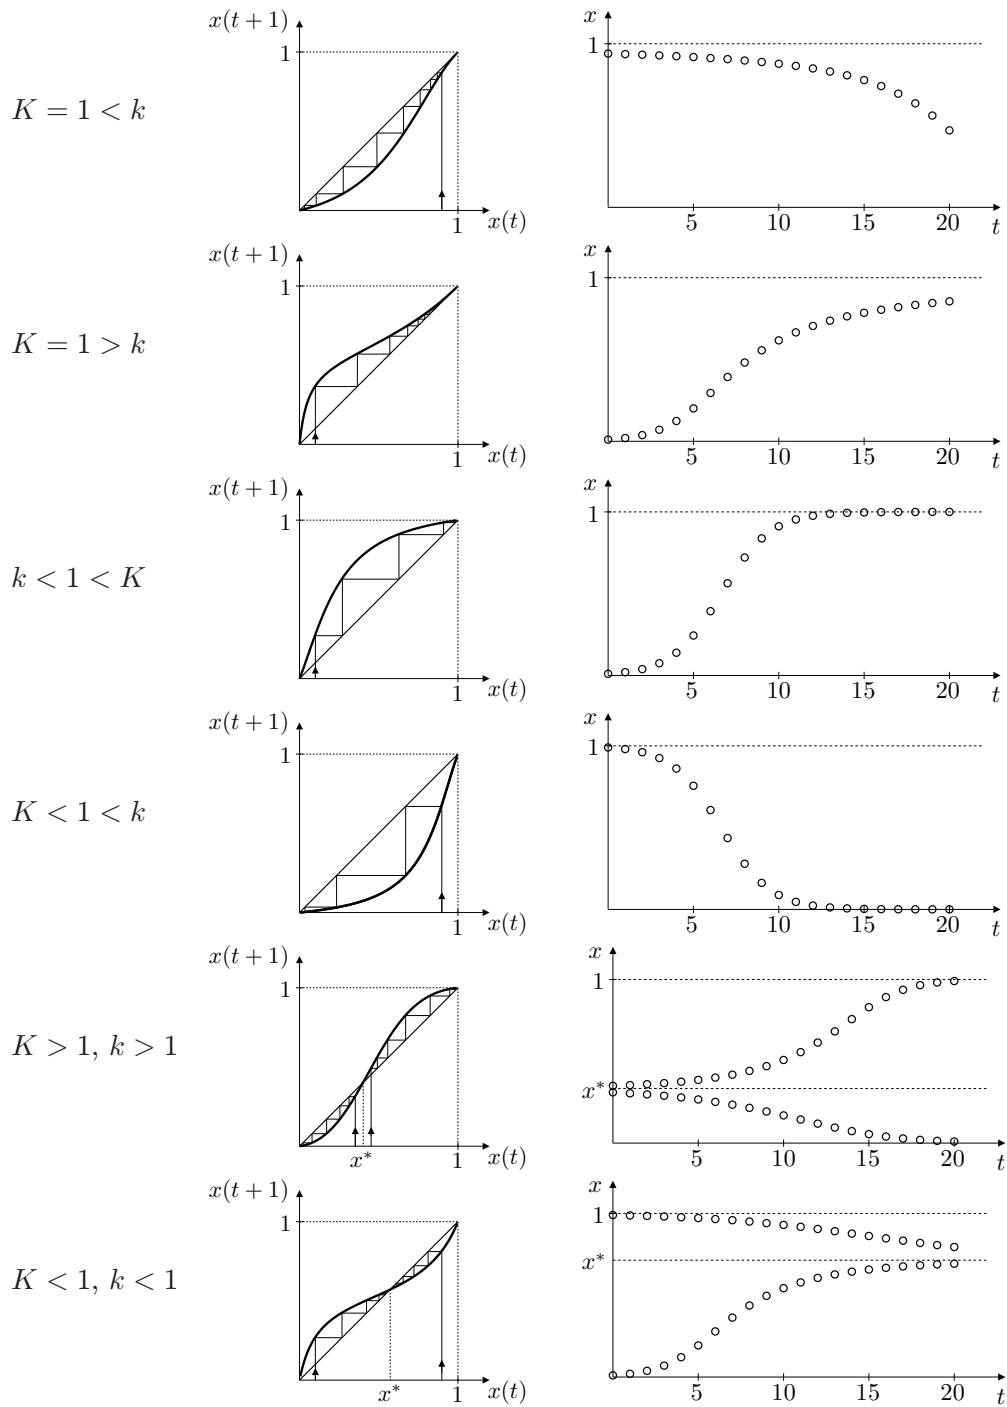 x(t+1)
x
1
1
K = 1 < k
1
x(t)
5
10
15
20
t
x(t+1)
x
1
1
K = 1 > k
1
x(t)
5
10
15
20
t
x(t+1)
x
1
1
k < 1 < K
1
x(t)
5
10
15
20
t
x(t+1)
x
1
1
K < 1 < k
1
x(t)
5
10
15
20
t
x(t+1)
x
1
1
K > 1, k > 1
x*
x*
1
x(t)
5
10
15
20
t
x(t+1)
x
1
1
x*
K < 1, k < 1
x*
1
x(t)
5
10
15
20
t